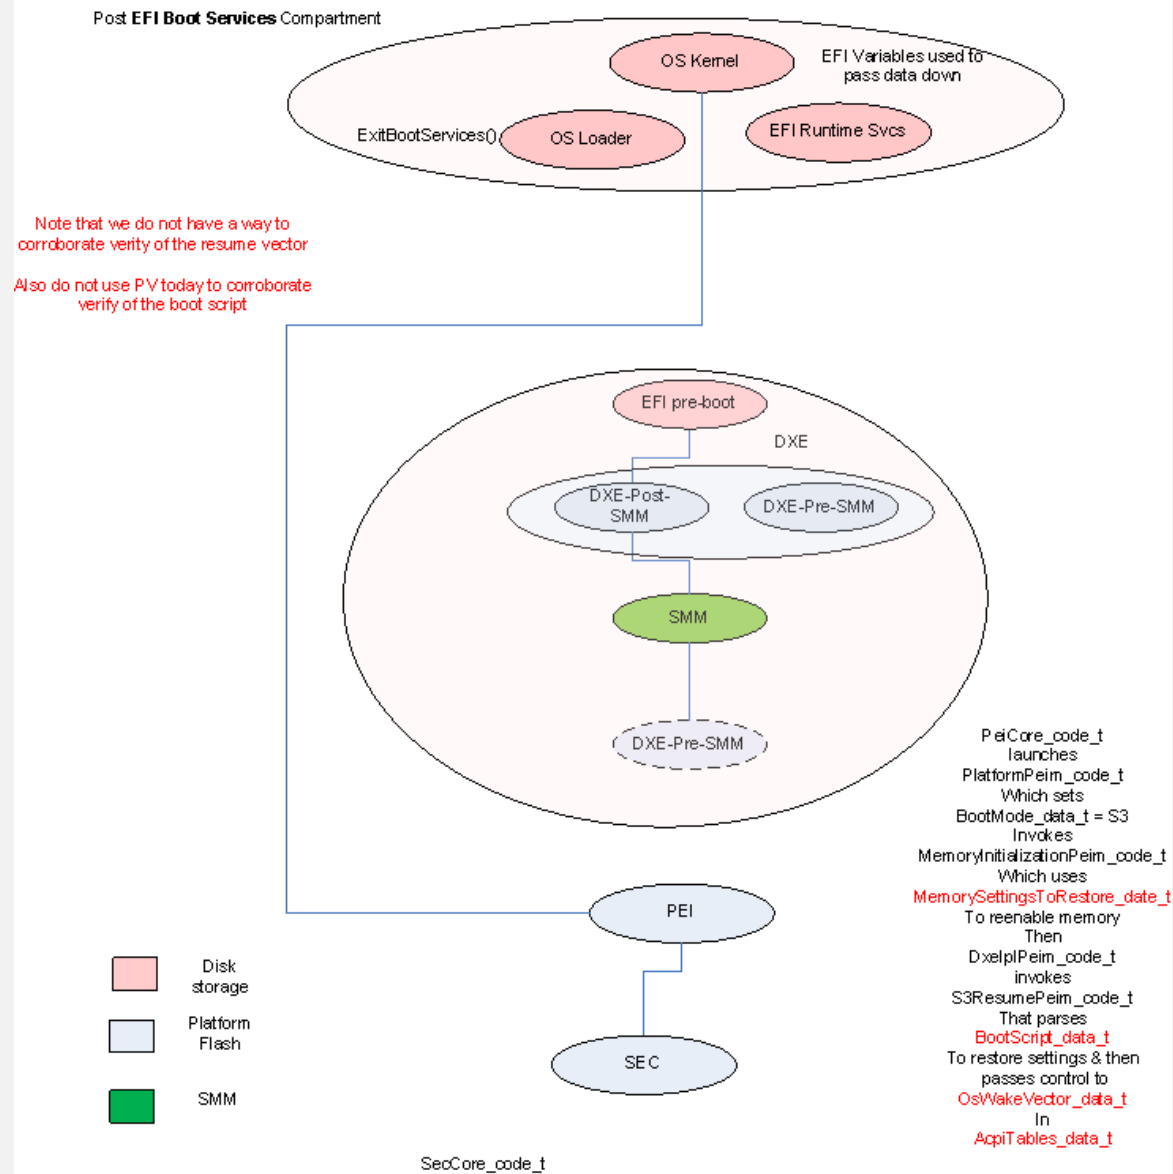 Post EFI Boot Services Compartment
OS Kernel
EFI Variables used to
pass data down
ExitBootServices()
OS Loader
EFI Runtime Svcs
Note that we do not have a way to
corroborate verity of the resume vector
Also do not use PV today to corroborate
verify of the boot script
EFI pre-boot
DXE
DXE-Post-
SMM
DXE-Pre-SMM
SMM
DXE-Pre-SMM
PeiCore_code_t
launches
PlatformPeim_code_t
Which sets
BootMode_data_t = S3
Invokes
MemoryInitializationPeim_code_t
Which uses
MemorySettingsToRestore_date_t
To reenable memory
Then
DxeIplPeim_code_t
invokes
S3ResumePeim_code_t
That parses
BootScript_data_t
To restore settings & then
passes control to
OsWakeVector_data_t
In
AcpiTables_data_t
PEI
SEC
Disk
storage
Platform
Flash
SMM
SecCore_code_t